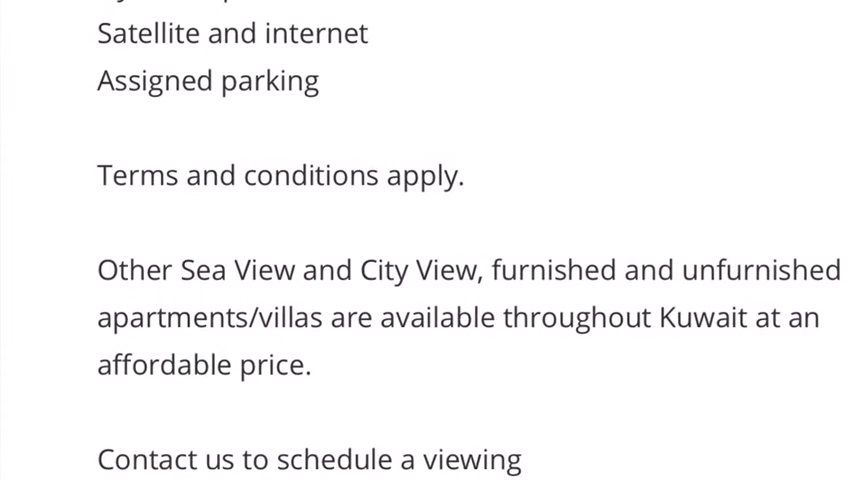 Satellite and internet
Assigned parking
Terms and conditions apply.
Other Sea View and City View, furnished and unfurnished
apartments/villas are available throughout Kuwait at an
affordable price.
Contact us to schedule a viewing